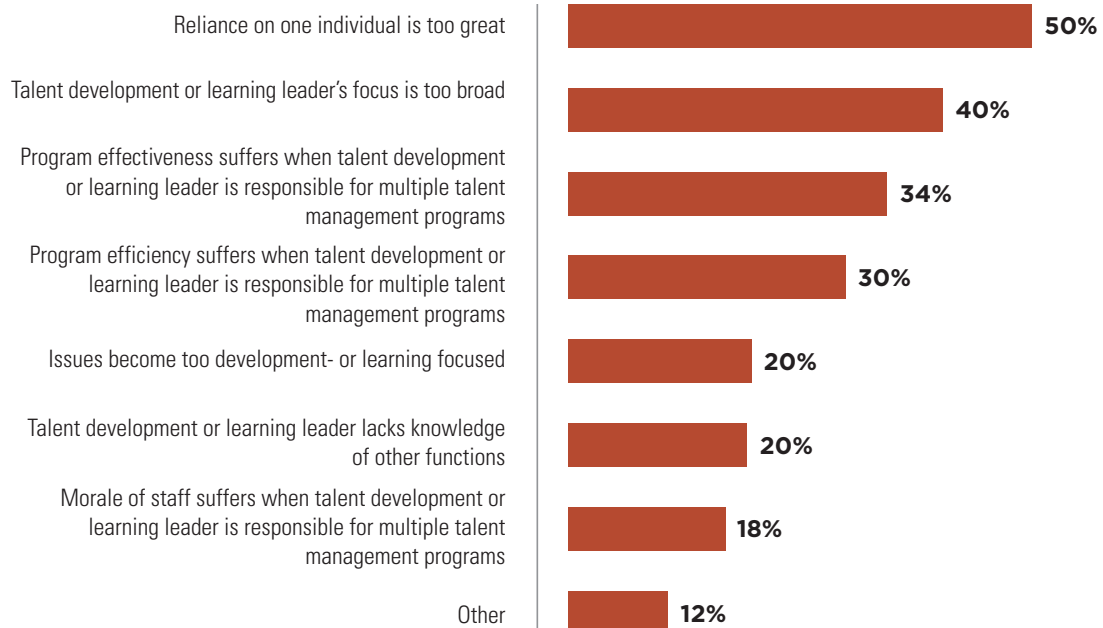 Reliance on one individual is too great
50%
Talent development or learning leader’s focus is too broad
40%
Program effectiveness suffers when talent development
or learning leader is responsible for multiple talent
management programs
34%
Program efficiency suffers when talent development or
learning leader is responsible for multiple talent
management programs
30%
Issues become too development- or learning focused
20%
Talent development or learning leader lacks knowledge
of other functions
20%
Morale of staff suffers when talent development or
learning leader is responsible for multiple talent
management programs
18%
Other
12%